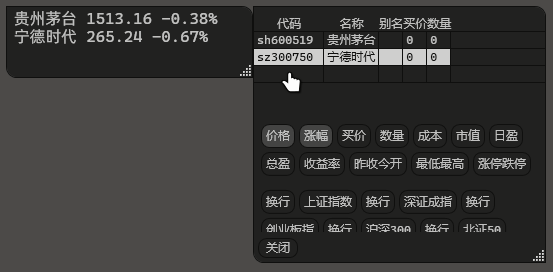 贵州茅台 1513.16 -0.38%
宁德时代 265.24 -0.67%
代码 名称 别名 买价 数量
sh600519 贵州茅台 0 0
sz300750 宁德时代 0 0
价格 涨幅 买价 数量 成本 市值 日盈
总盈 收益率 昨收今开 最低最高 涨停跌停
换行 上证指数 换行 深证成指 换行
创业板指 换行 沪深300 换行 北证50
关闭